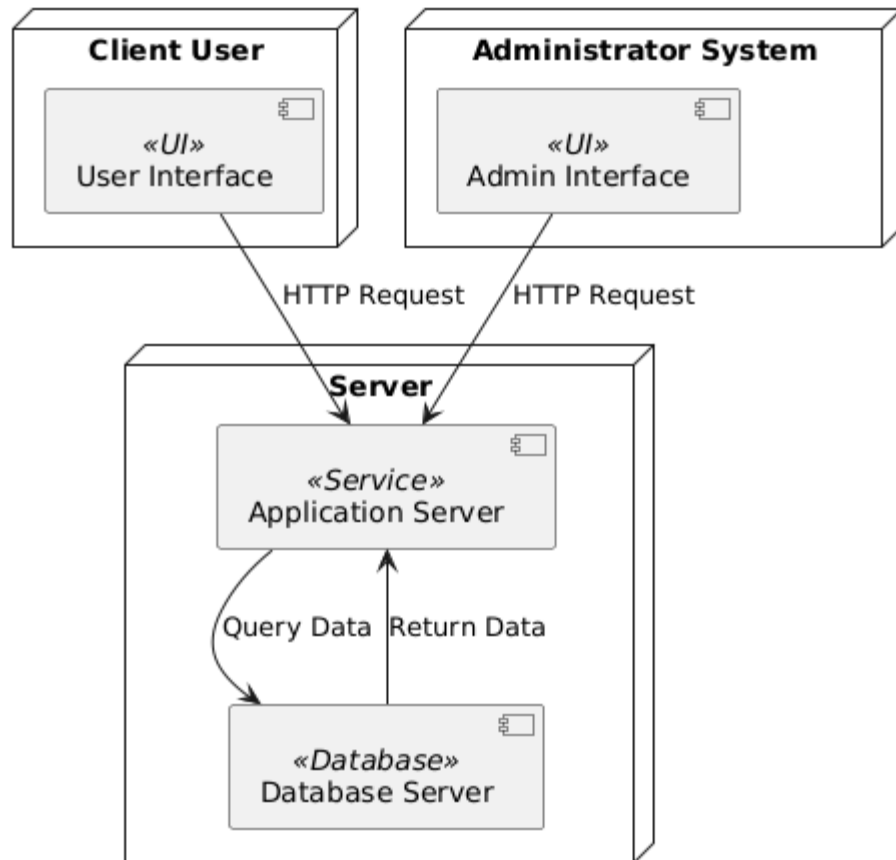 Client User
Administrator System
«UI»
User Interface
«UI»
Admin Interface
HTTP Request
HTTP Request
Server
«Service»
Application Server
Query Data
Return Data
«Database»
Database Server